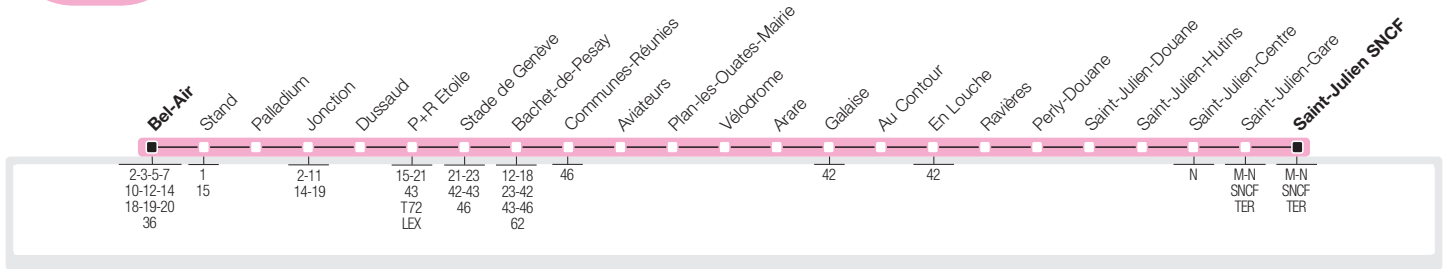 Bel-Air
Stand
Palladium
Jonction
Dussaud
P+R Etoile
Stade de Genève
Bachet-de-Pesay
Communes-Réunies
Aviateurs
Plan-les-Ouates-Mairie
Vélodrome
Arare
Galaise
Au Contour
En Louche
Ravières
Perly-Douane
Saint-Julien-Douane
Saint-Julien-Hutins
Saint-Julien-Centre
Saint-Julien-Gare
Saint-Julien SNCF
2-3-5-7
10-12-14
18-19-20
36
1
15
2-11
14-19
15-21
43
T72
LEX
21-23
42-43
46
12-18
23-42
43-46
62
46
42
42
N
M-N
SNCF
TER
M-N
SNCF
TER